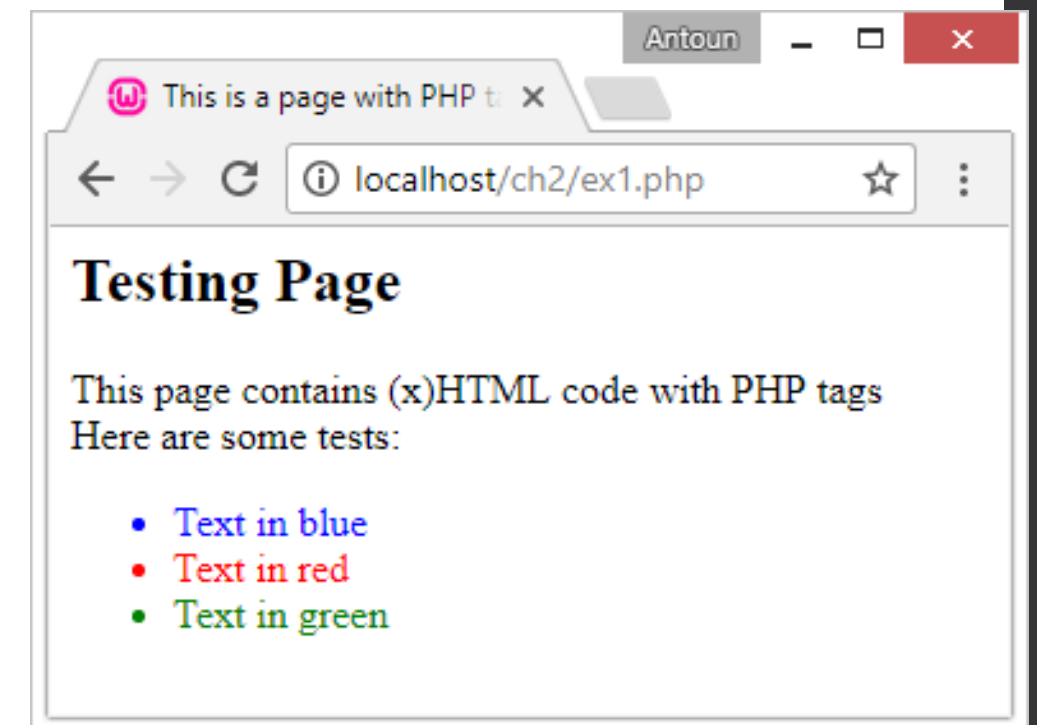 Antoun
This is a page with PHP
localhost/ch2/ex1.php
Testing Page
This page contains (x)HTML code with PHP tags
Here are some tests:
Text in blue
Text in red
Text in green